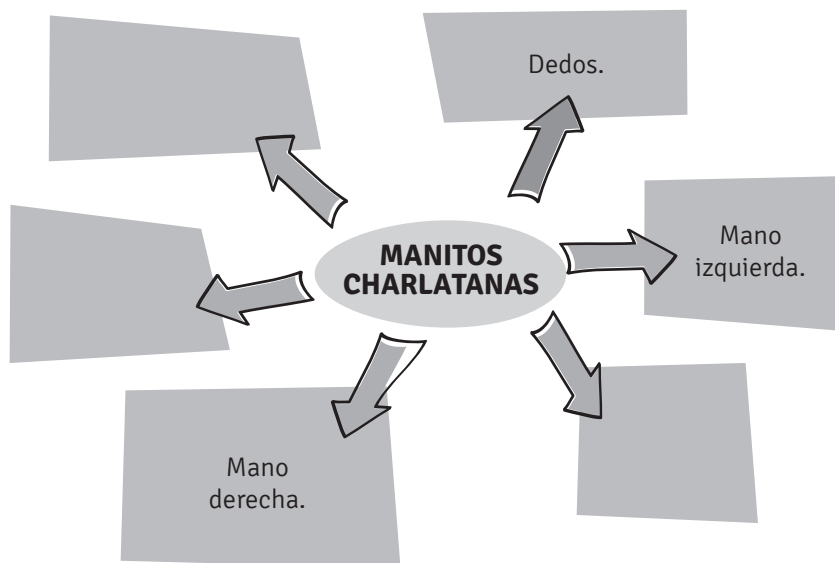 Dedos.
MANITOS
CHARLATANAS
Mano
izquierda.
Mano
derecha.